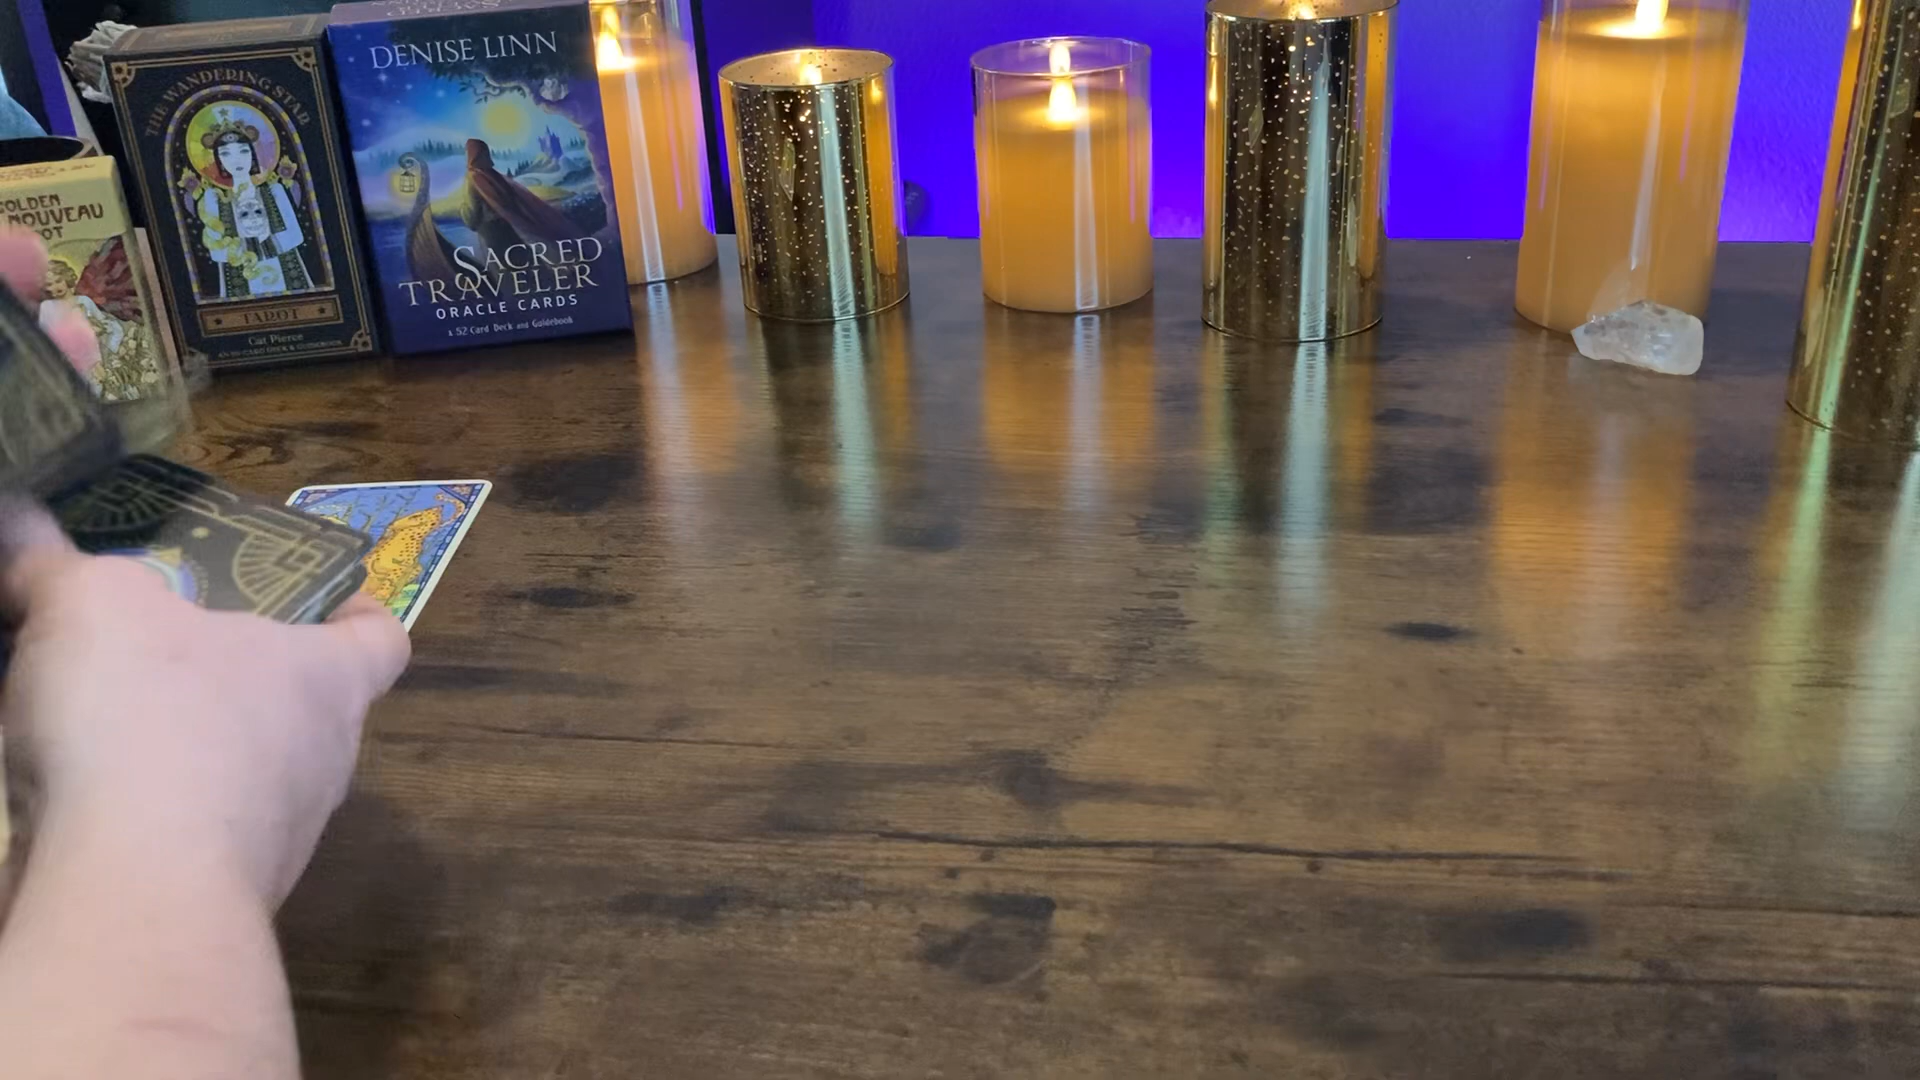 GOLDEN
NOUVEAU
THE WANDERING STAR
TAROT
Cat Pierce
DENISE LINN
SACRED
TRAVELER
ORACLE CARDS
a 52 Card Deck and Guidebook